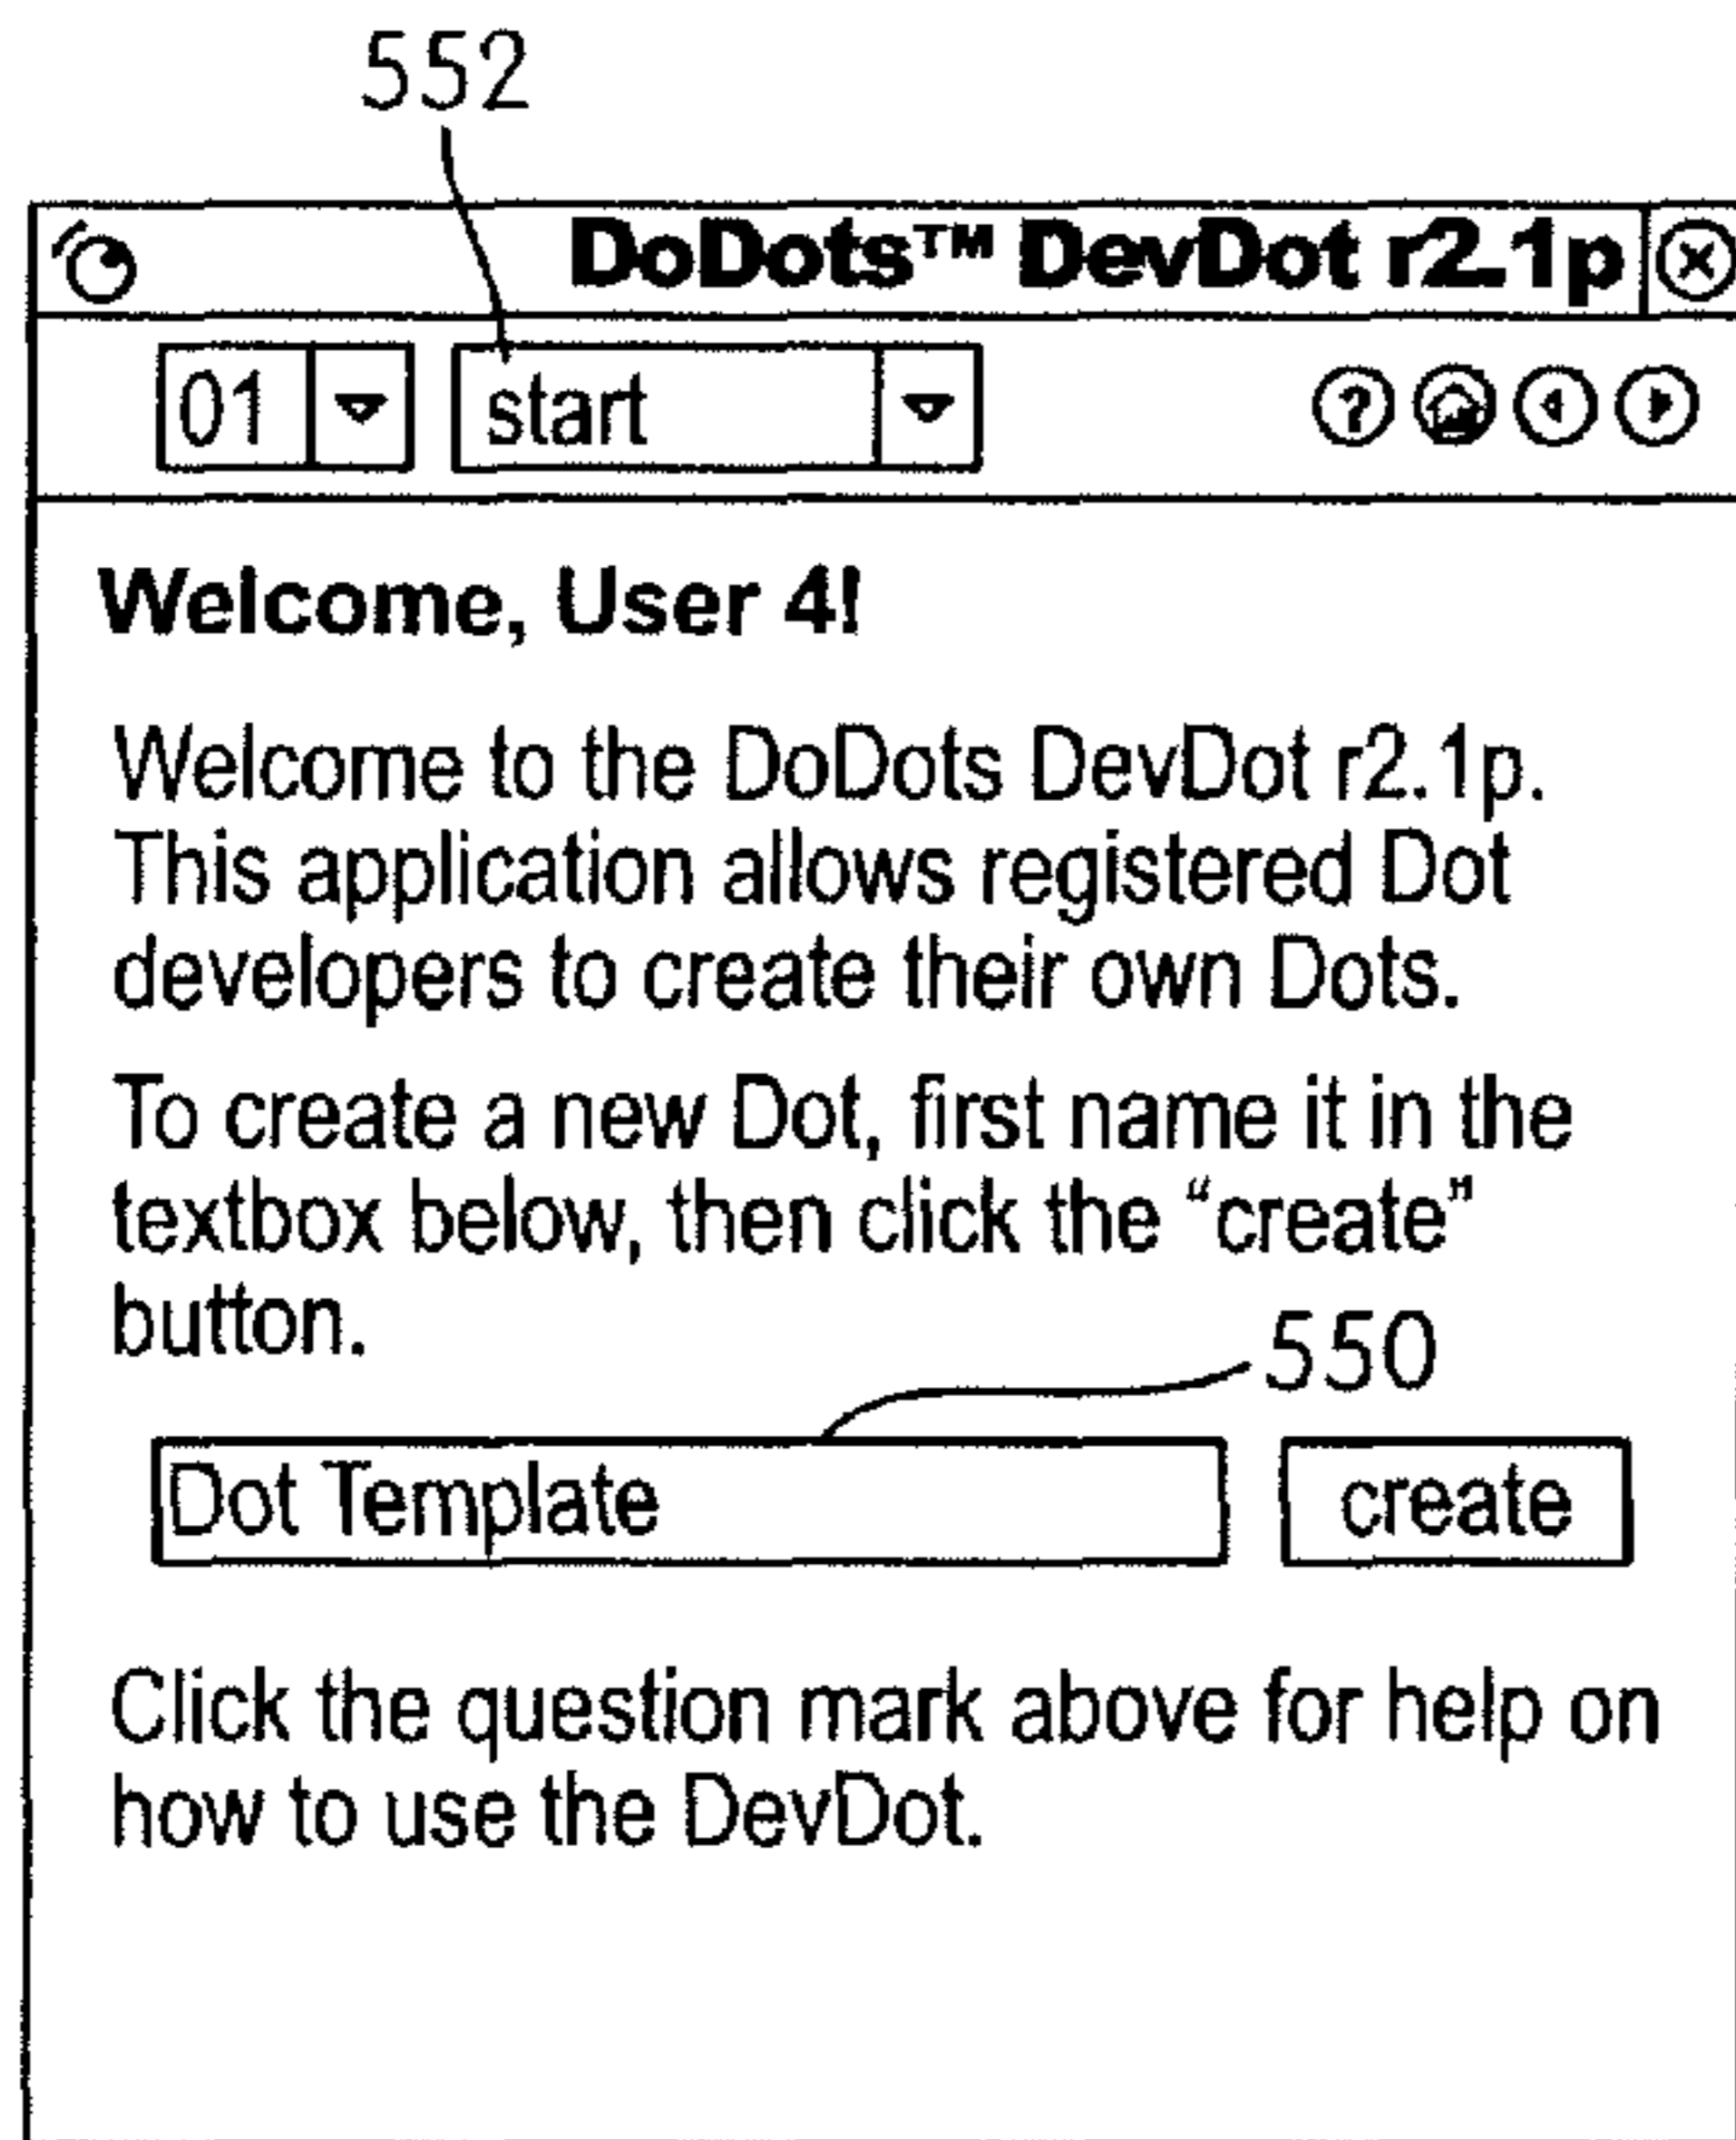 552
DoDots™ DevDot r2.1p
01 start ?
Welcome, User 4!
Welcome to the DoDots DevDot r2.1p.
This application allows registered Dot
developers to create their own Dots.
To create a new Dot, first name it in the
textbox below, then click the “create”
button.
550
Dot Template create
Click the question mark above for help on
how to use the DevDot.